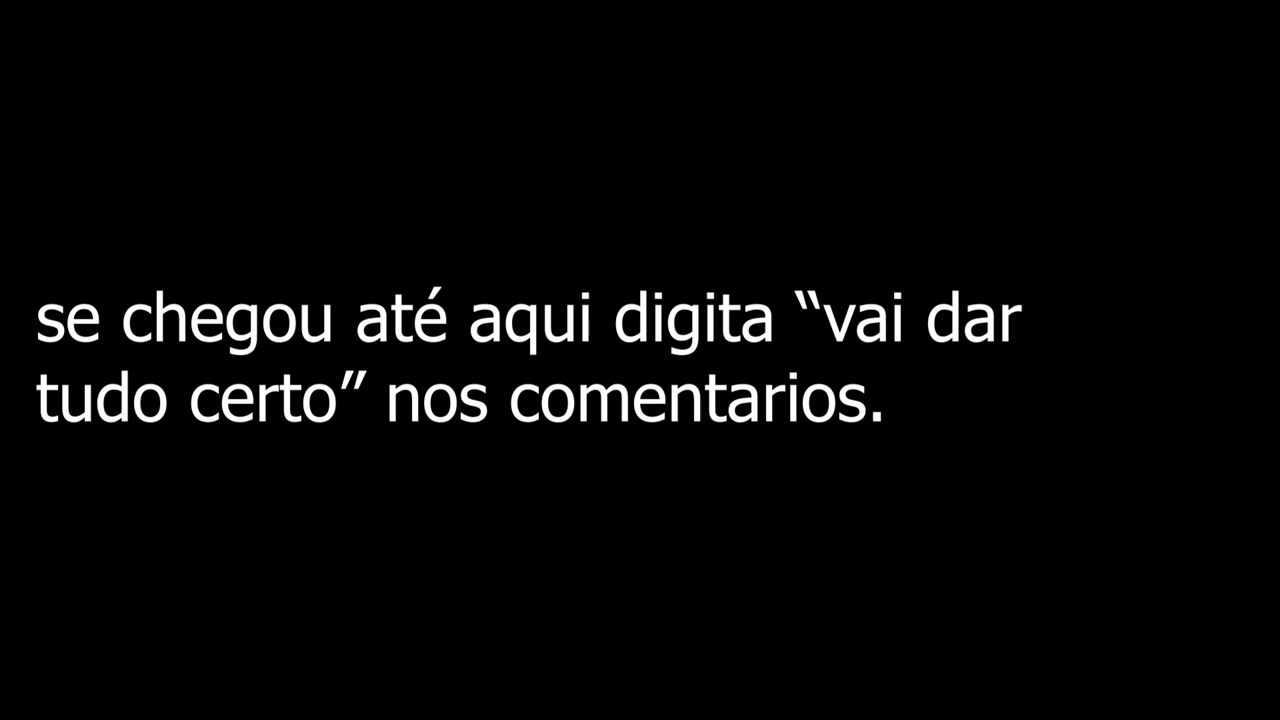 se chegou até aqui digita “vai dar
tudo certo” nos comentarios.